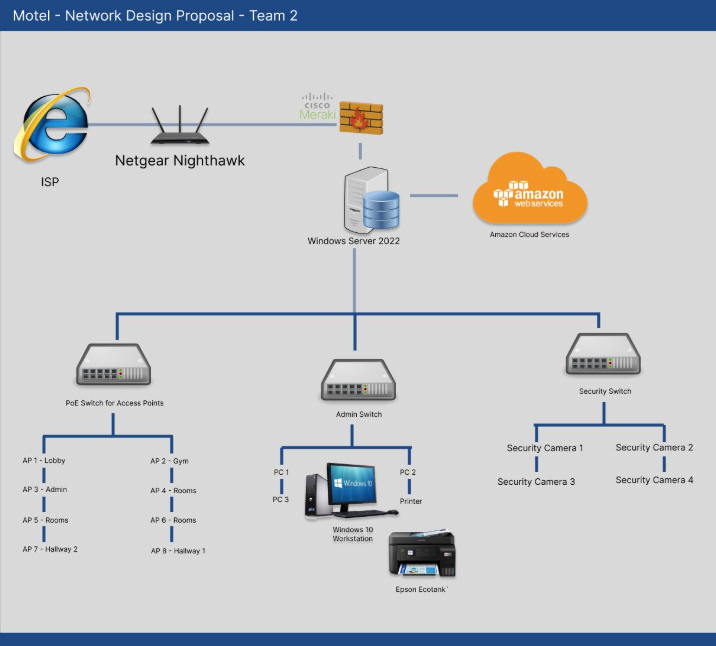 Motel - Network Design Proposal - Team 2
CISCO
Meraki
ISP
Netgear Nighthawk
Windows Server 2022
amazon
webservices
Amazon Cloud Services
PoE Switch for Access Points
Admin Switch
Security Switch
AP 1 - Lobby
AP 2 - Gym
AP 3 - Admin
AP 4 - Rooms
AP 5 - Rooms
AP 6 - Rooms
AP 7 - Hallway 2
AP 8 - Hallway 1
PC 1
PC 2
PC 3
Printer
Windows 10
Windows 10
Workstation
Epson Ecotank`
Security Camera 1
Security Camera 2
Security Camera 3
Security Camera 4